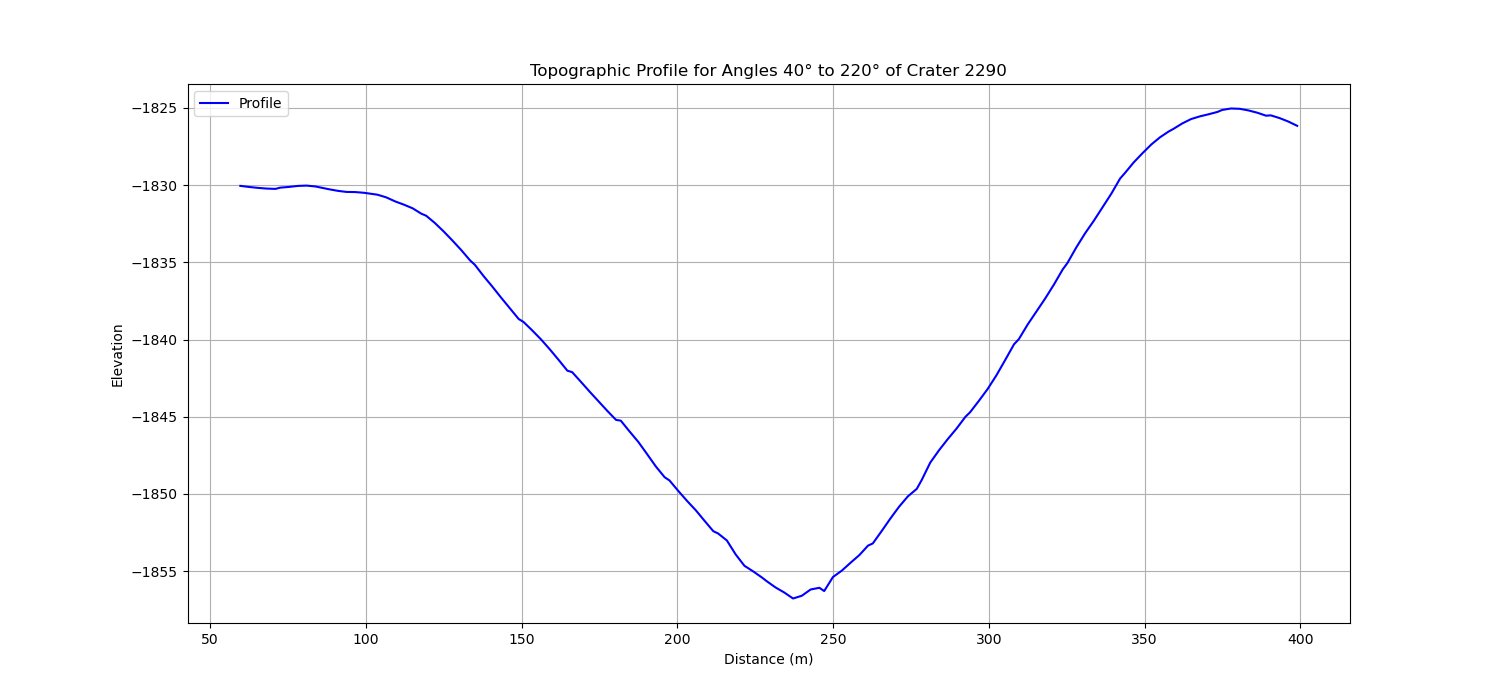 Topographic Profile for Angles 40° to 220° of Crater 2290
Profile
−1825
−1830
−1835
−1840
−1845
−1850
−1855
Elevation
50 100 150 200 250 300 350 400
Distance (m)